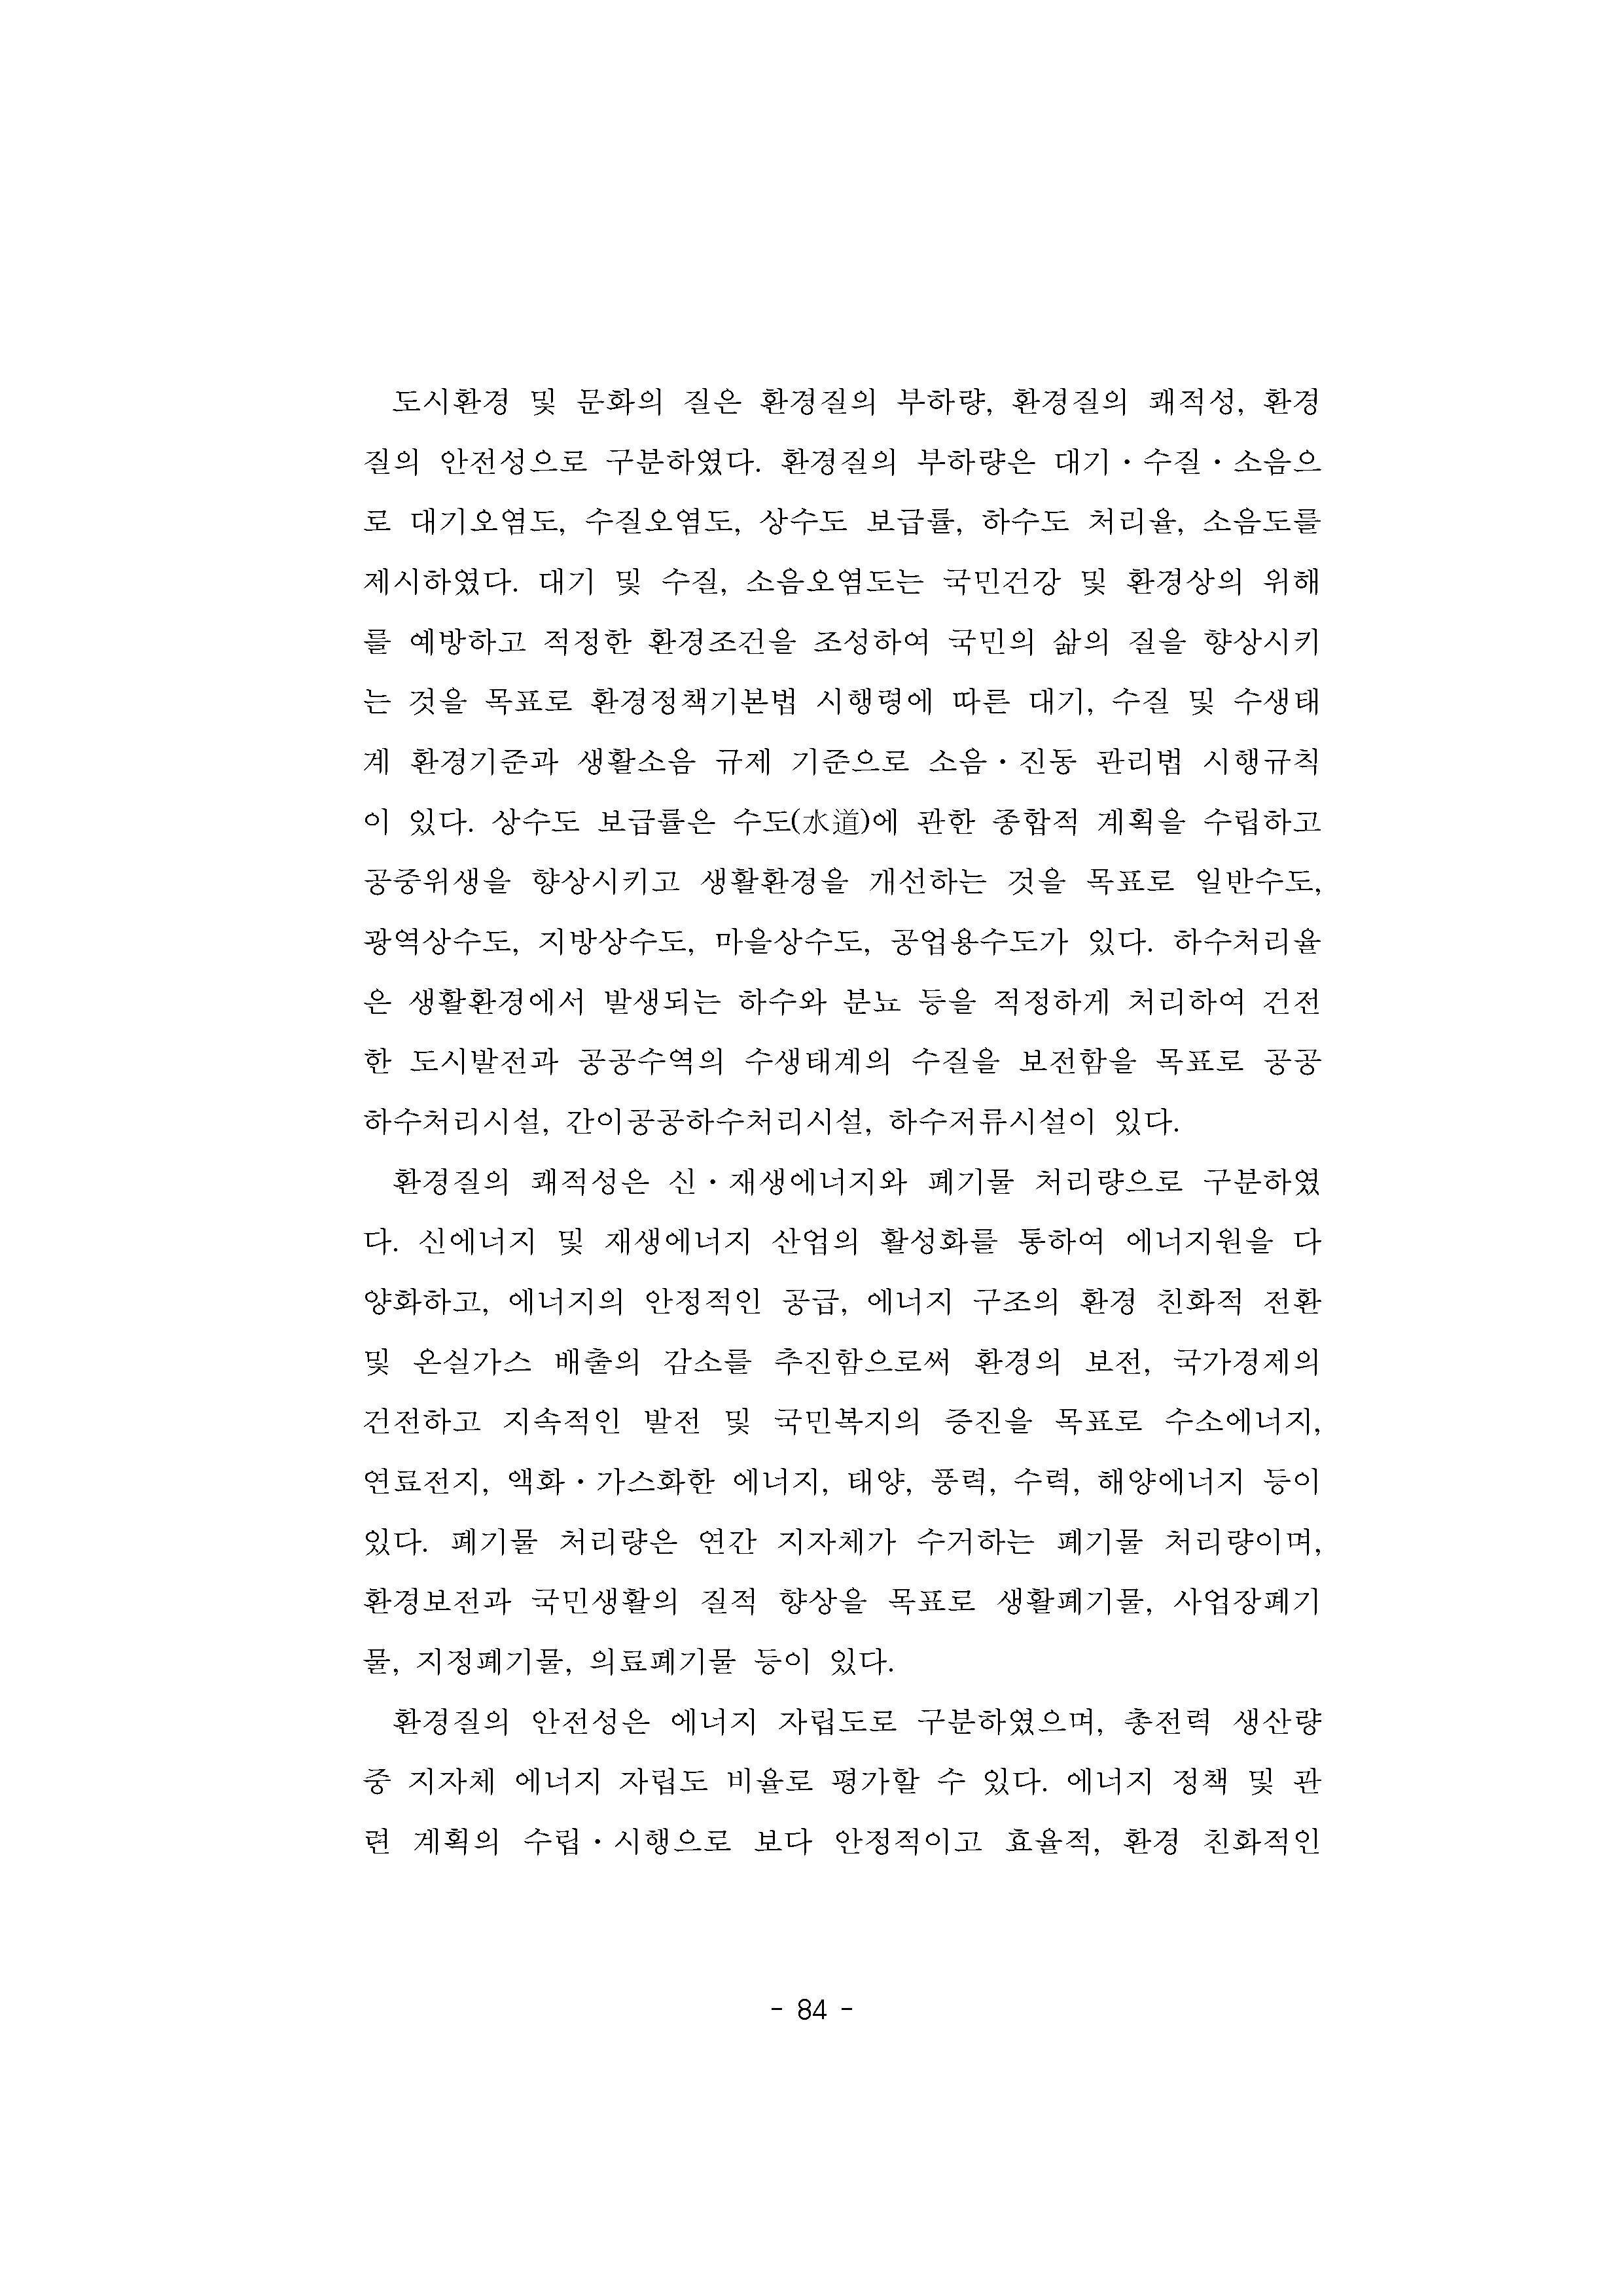 도시환경 및 문화의 질은 환경질의 부하량, 환경질의 쾌적성, 환경
질의 안전성으로 구분하였다. 환경질의 부하량은 대기・수질・소음으
로 대기오염도, 수질오염도, 상수도 보급률, 하수도 처리율, 소음도를
제시하였다. 대기 및 수질, 소음오염도는 국민건강 및 환경상의 위해
를 예방하고 적정한 환경조건을 조성하여 국민의 삶의 질을 향상시키
는 것을 목표로 환경정책기본법 시행령에 따른 대기, 수질 및 수생태
계 환경기준과 생활소음 규제 기준으로 소음・진동 관리법 시행규칙
이 있다. 상수도 보급률은 수도(水道)에 관한 종합적 계획을 수립하고
공중위생을 향상시키고 생활환경을 개선하는 것을 목표로 일반수도,
광역상수도, 지방상수도, 마을상수도, 공업용수도가 있다. 하수처리율
은 생활환경에서 발생되는 하수와 분뇨 등을 적정하게 처리하여 건전
한 도시발전과 공공수역의 수생태계의 수질을 보전함을 목표로 공공
하수처리시설, 간이공공하수처리시설, 하수저류시설이 있다.
환경질의 쾌적성은 신・재생에너지와 폐기물 처리량으로 구분하였
다. 신에너지 및 재생에너지 산업의 활성화를 통하여 에너지원을 다
양화하고, 에너지의 안정적인 공급, 에너지 구조의 환경 친화적 전환
및 온실가스 배출의 감소를 추진함으로써 환경의 보전, 국가경제의
건전하고 지속적인 발전 및 국민복지의 증진을 목표로 수소에너지,
연료전지, 액화・가스화한 에너지, 태양, 풍력, 수력, 해양에너지 등이
있다. 폐기물 처리량은 연간 지자체가 수거하는 폐기물 처리량이며,
환경보전과 국민생활의 질적 향상을 목표로 생활폐기물, 사업장폐기
물, 지정폐기물, 의료폐기물 등이 있다.
환경질의 안전성은 에너지 자립도로 구분하였으며, 총전력 생산량
중 지자체 에너지 자립도 비율로 평가할 수 있다. 에너지 정책 및 관
련 계획의 수립・시행으로 보다 안정적이고 효율적, 환경 친화적인
- 84 -